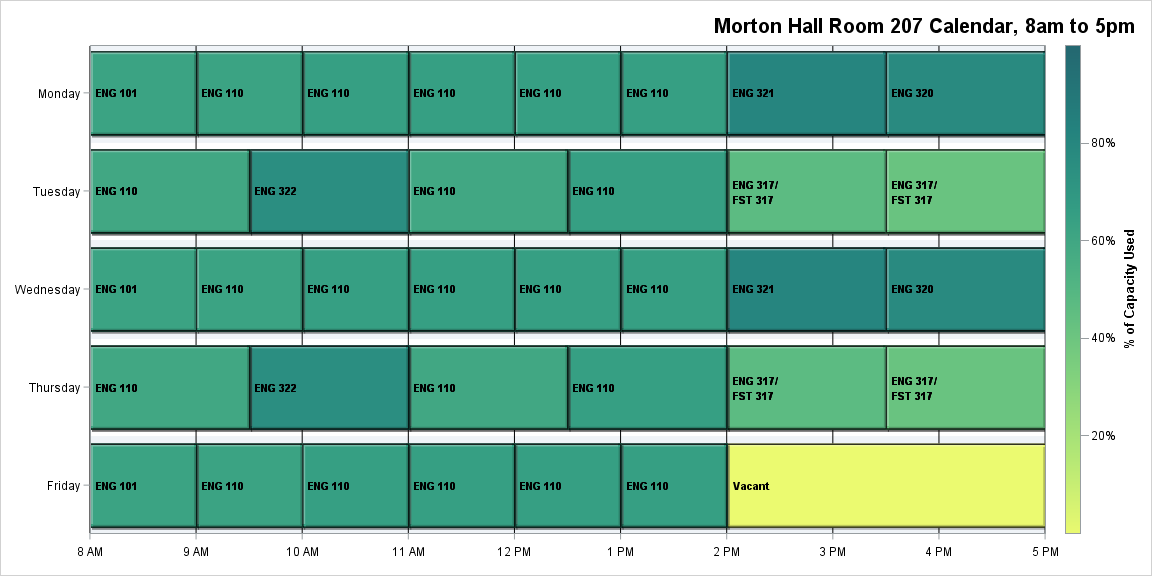 Morton Hall Room 207 Calendar, 8am to 5pm
Monday
ENG 101
ENG 110
ENG 110
ENG 110
ENG 110
ENG 110
ENG 321
ENG 320
Tuesday
ENG 110
ENG 322
ENG 110
ENG 110
ENG 317/
FST 317
ENG 317/
FST 317
Wednesday
ENG 101
ENG 110
ENG 110
ENG 110
ENG 110
ENG 110
ENG 321
ENG 320
Thursday
ENG 110
ENG 322
ENG 110
ENG 110
ENG 317/
FST 317
ENG 317/
FST 317
Friday
ENG 101
ENG 110
ENG 110
ENG 110
ENG 110
ENG 110
Vacant
8 AM
9 AM
10 AM
11 AM
12 PM
1 PM
2 PM
3 PM
4 PM
5 PM
80%
60%
40%
20%
% of Capacity Used